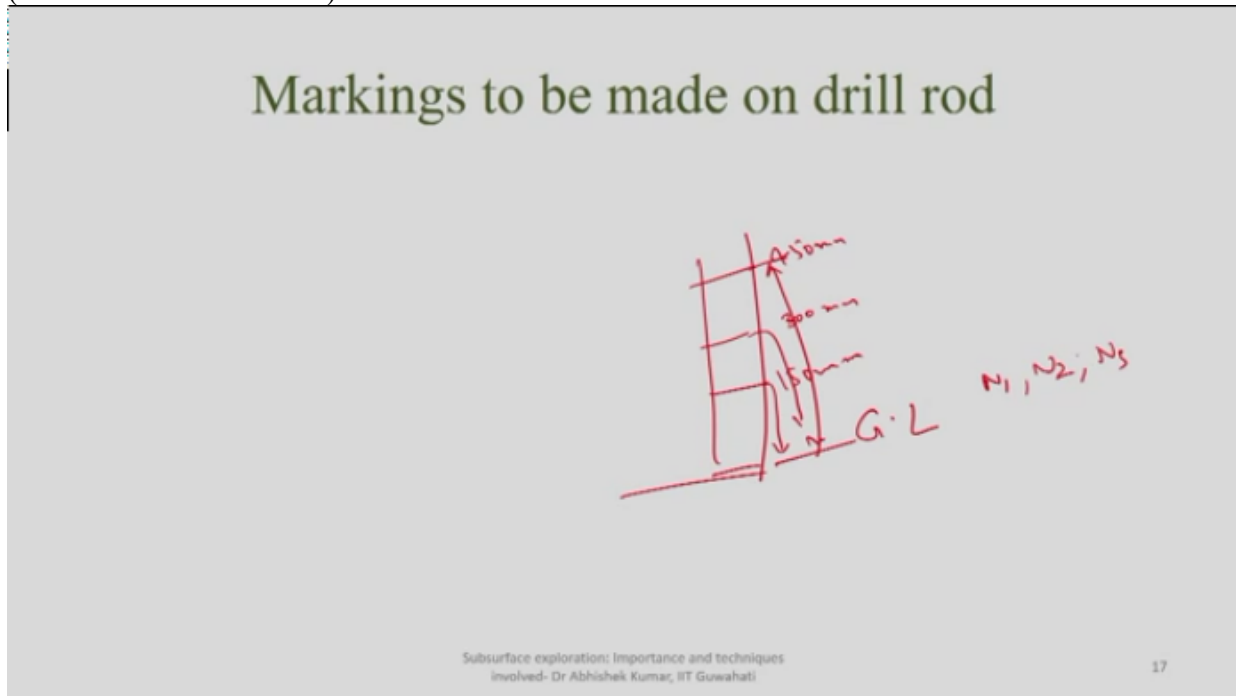 Markings to be made on drill rod
450mm
300mm
150mm
G.L
N1, N2, N3
Subsurface exploration: Importance and techniques
involved- Dr Abhishek Kumar, IIT Guwahati
17